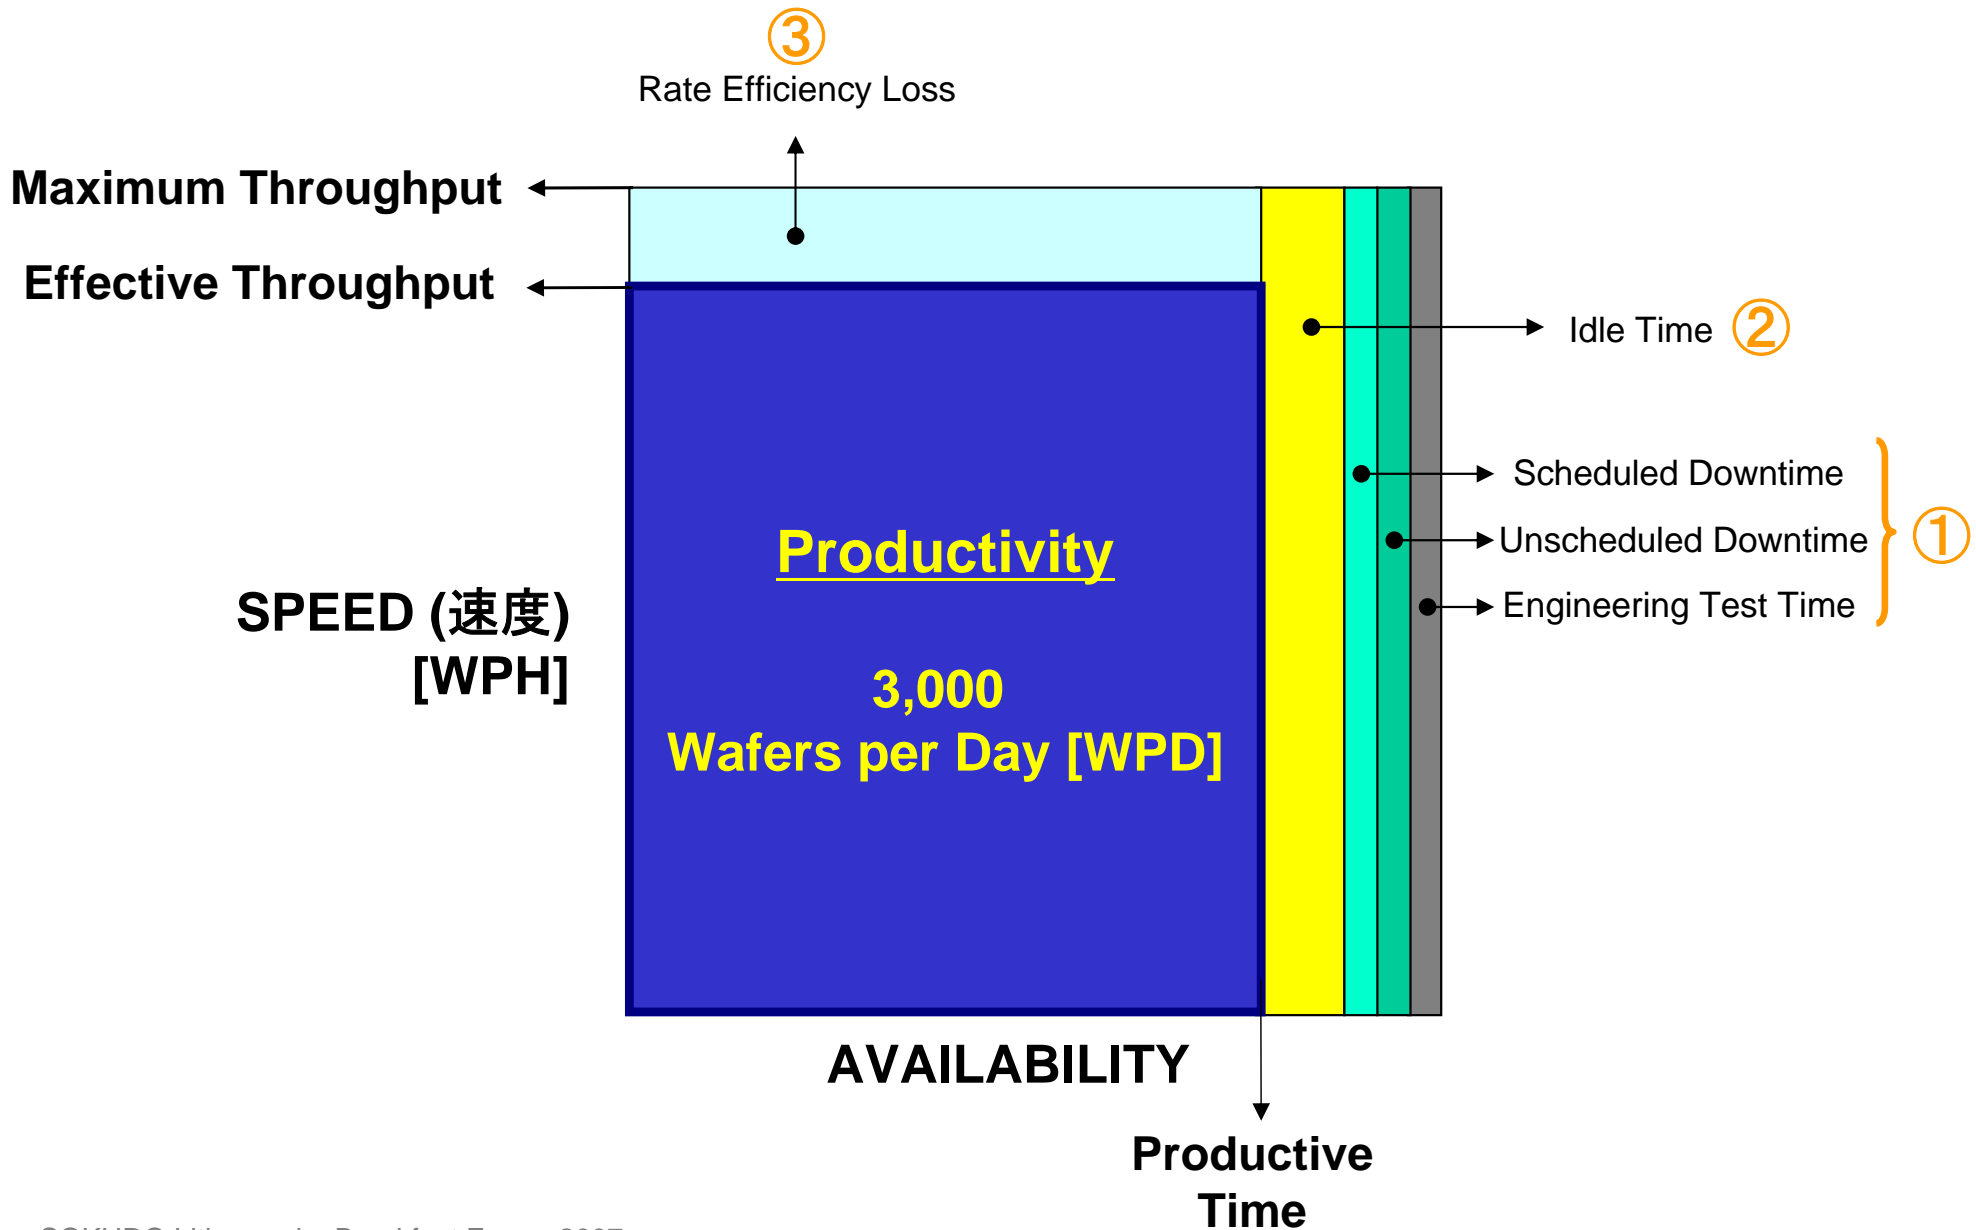 ③
Rate Efficiency Loss
Maximum Throughput
Effective Throughput
Idle Time ②
Scheduled Downtime
Unscheduled Downtime
Engineering Test Time
①
Productivity
3,000
Wafers per Day [WPD]
SPEED (速度)
[WPH]
AVAILABILITY
Productive
Time